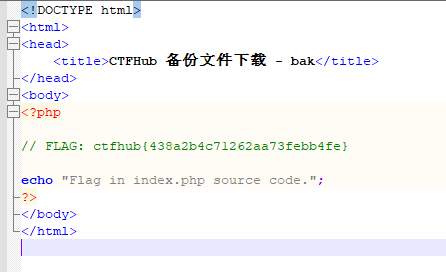 <!DOCTYPE html>
<html>
<head>
    <title>CTFHub 备份文件下载 - bak</title>
</head>
<body>
<?php

// FLAG: ctfhub{438a2b4c71262aa73febb4fe}

echo "Flag in index.php source code.";
?>
</body>
</html>